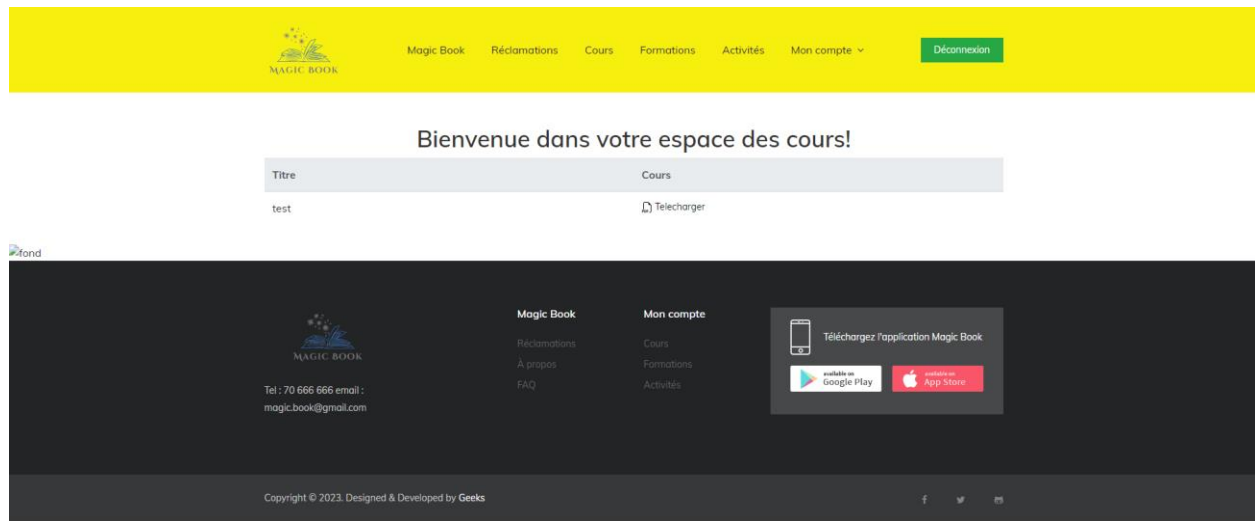 MAGIC BOOK
Magic Book Réclamations Cours Formations Activités Mon compte
Déconnexion
Bienvenue dans votre espace des cours!
Titre Cours
test Telecharger
fond
MAGIC BOOK
Tel : 70 666 666 email :
magic.book@gmail.com
Magic Book
Réclamations
À propos
FAQ
Mon compte
Cours
Formations
Activités
Téléchargez l'application Magic Book
available on
Google Play
available on
App Store
Copyright © 2023. Designed & Developed by Geeks